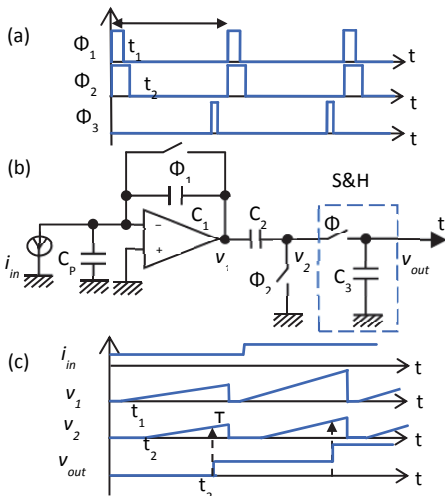 (a)
Φ1 t1 t
Φ2 t2 t
Φ3 t
(b)
Φ1
S&H
C1 C2 Φ t
− +
iin CP v1 Φ2 v2 C3 vout
(c)
iin t
v1 t1 T t
v2 t2 t
vout t3 t